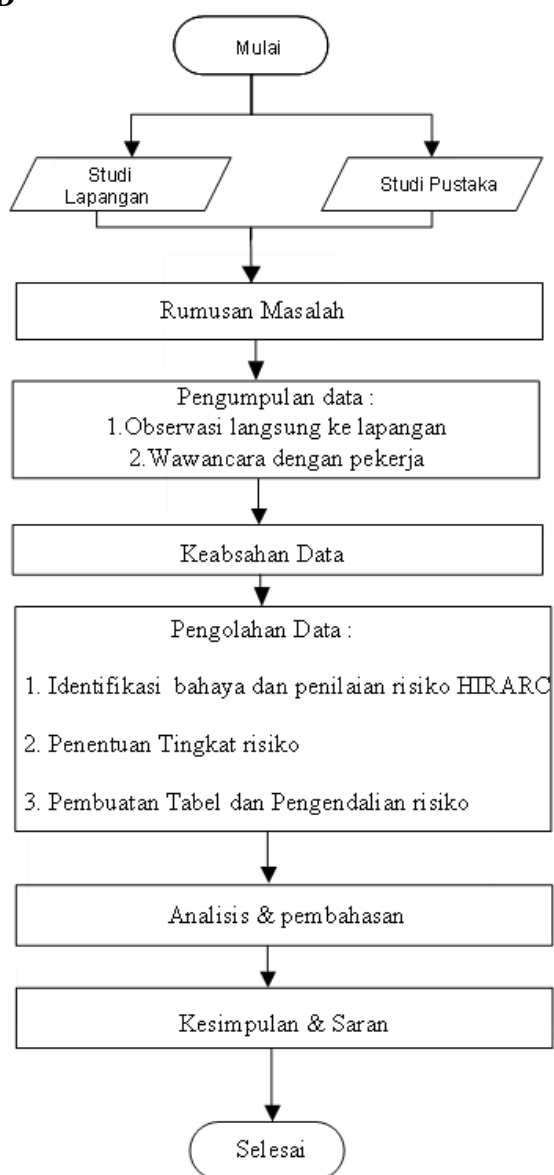 Mulai
Studi
Lapangan
Studi Pustaka
Rumusan Masalah
Pengumpulan data :
1.Observasi langsung ke lapangan
2.Wawancara dengan pekerja
Keabsahan Data
Pengolahan Data :
1. Identifikasi bahaya dan penilaian risiko HIRARC
2. Penentuan Tingkat risiko
3. Pembuatan Tabel dan Pengendalian risiko
Analisis & pembahasan
Kesimpulan & Saran
Selesai